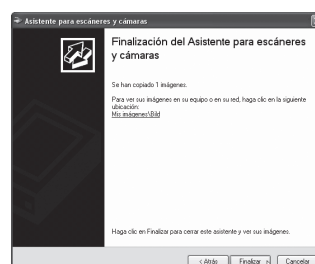 Asistente para escáneres y cámaras
Finalización del Asistente para escáneres
y cámaras
Se han copiado 1 imágenes.
Para ver sus imágenes en su equipo o en su red, haga clic en la siguiente
ubicación:
Mis imágenes\Bild
Haga clic en Finalizar para cerrar este asistente y ver sus imágenes.
< Atrás Finalizar Cancelar